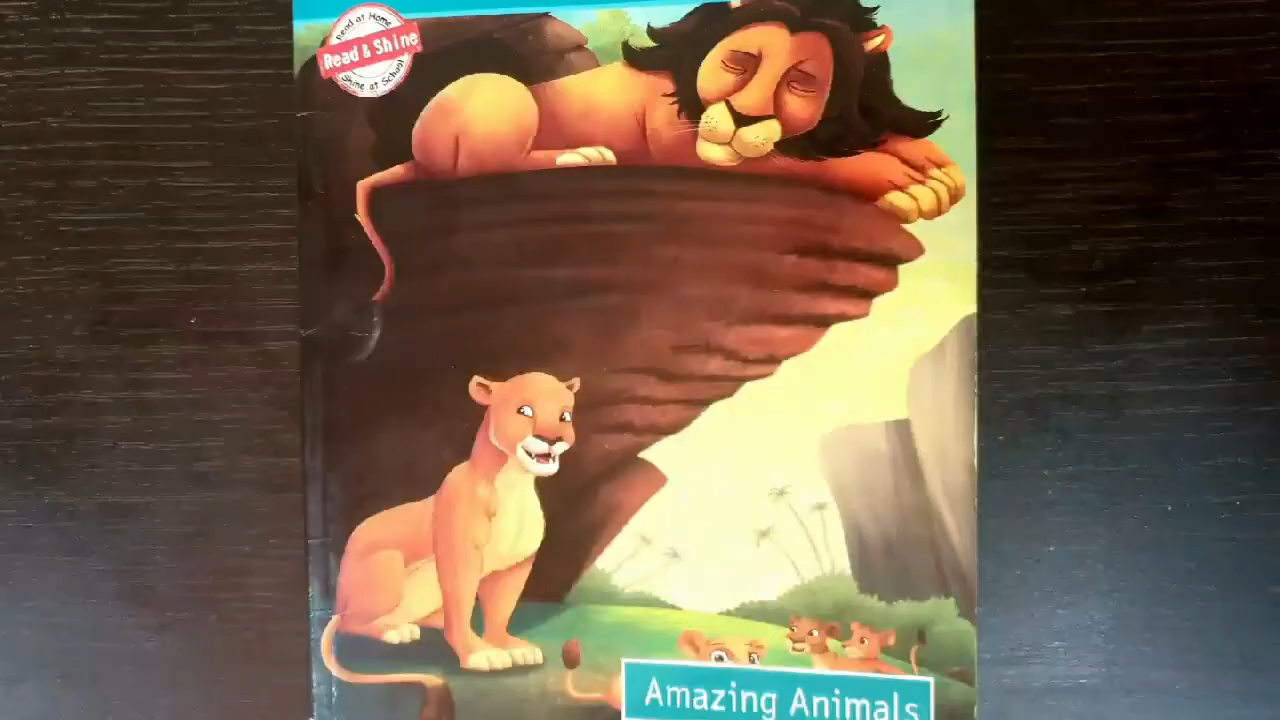 Read at Home
Read & Shine
Shine at School
Amazing Animals